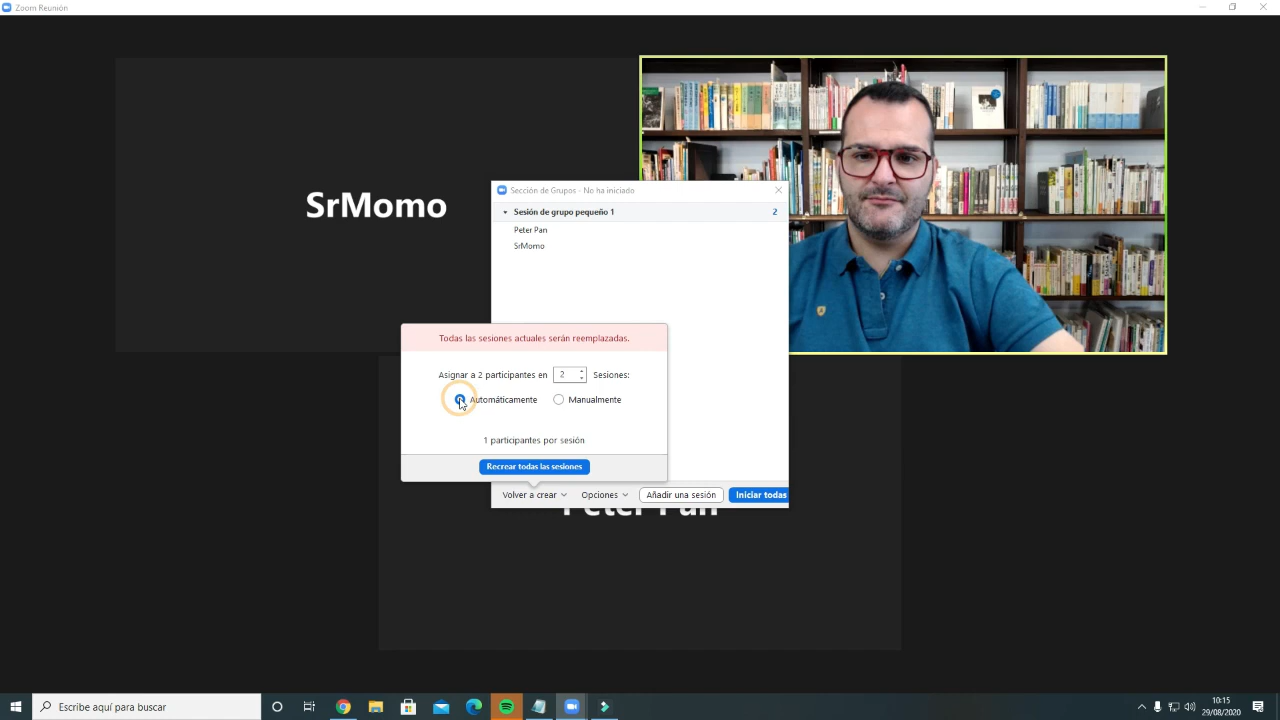 Zoom Reunión
SrMomo
Sección de Grupos - No ha iniciado
Sesión de grupo pequeño 1 2
Peter Pan
SrMomo
Todas las sesiones actuales serán reemplazadas.
Asignar a 2 participantes en 2 Sesiones:
Automáticamente Manualmente
1 participantes por sesión
Recrear todas las sesiones
Volver a crear Opciones Añadir una sesión Iniciar todas
Peter Pan
Escribe aquí para buscar
10:15
29/08/2020